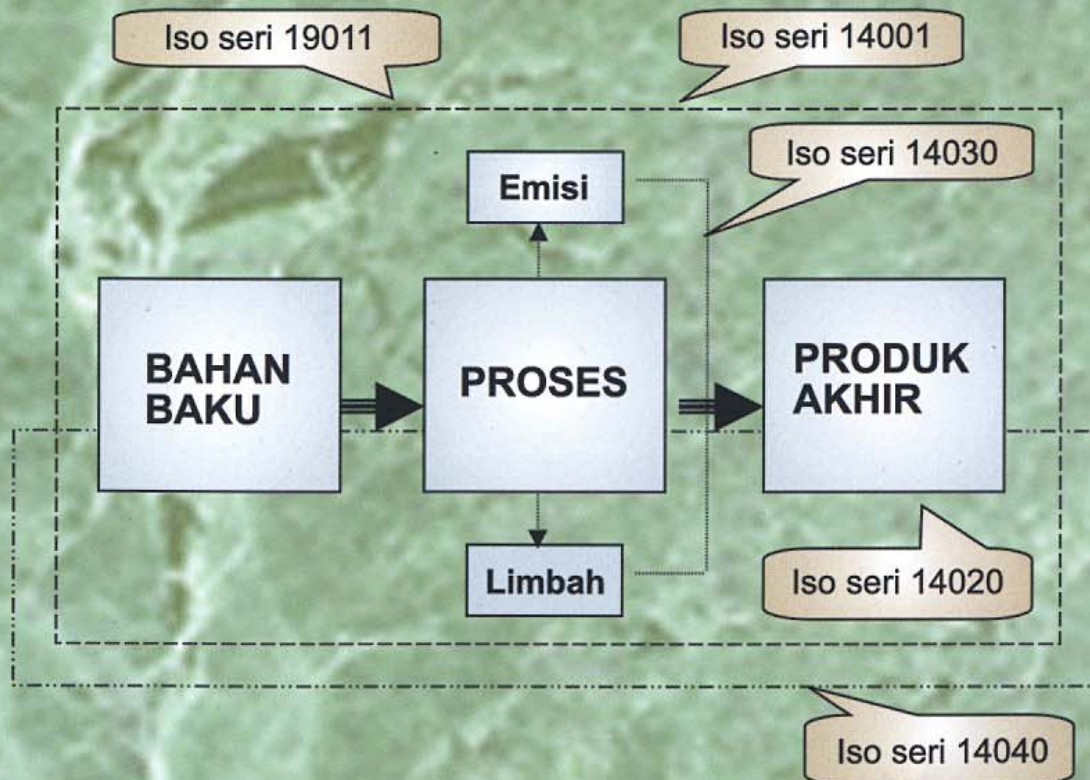 Iso seri 19011
Iso seri 14001
Iso seri 14030
Emisi
BAHAN
BAKU
PROSES
PRODUK
AKHIR
Limbah
Iso seri 14020
Iso seri 14040